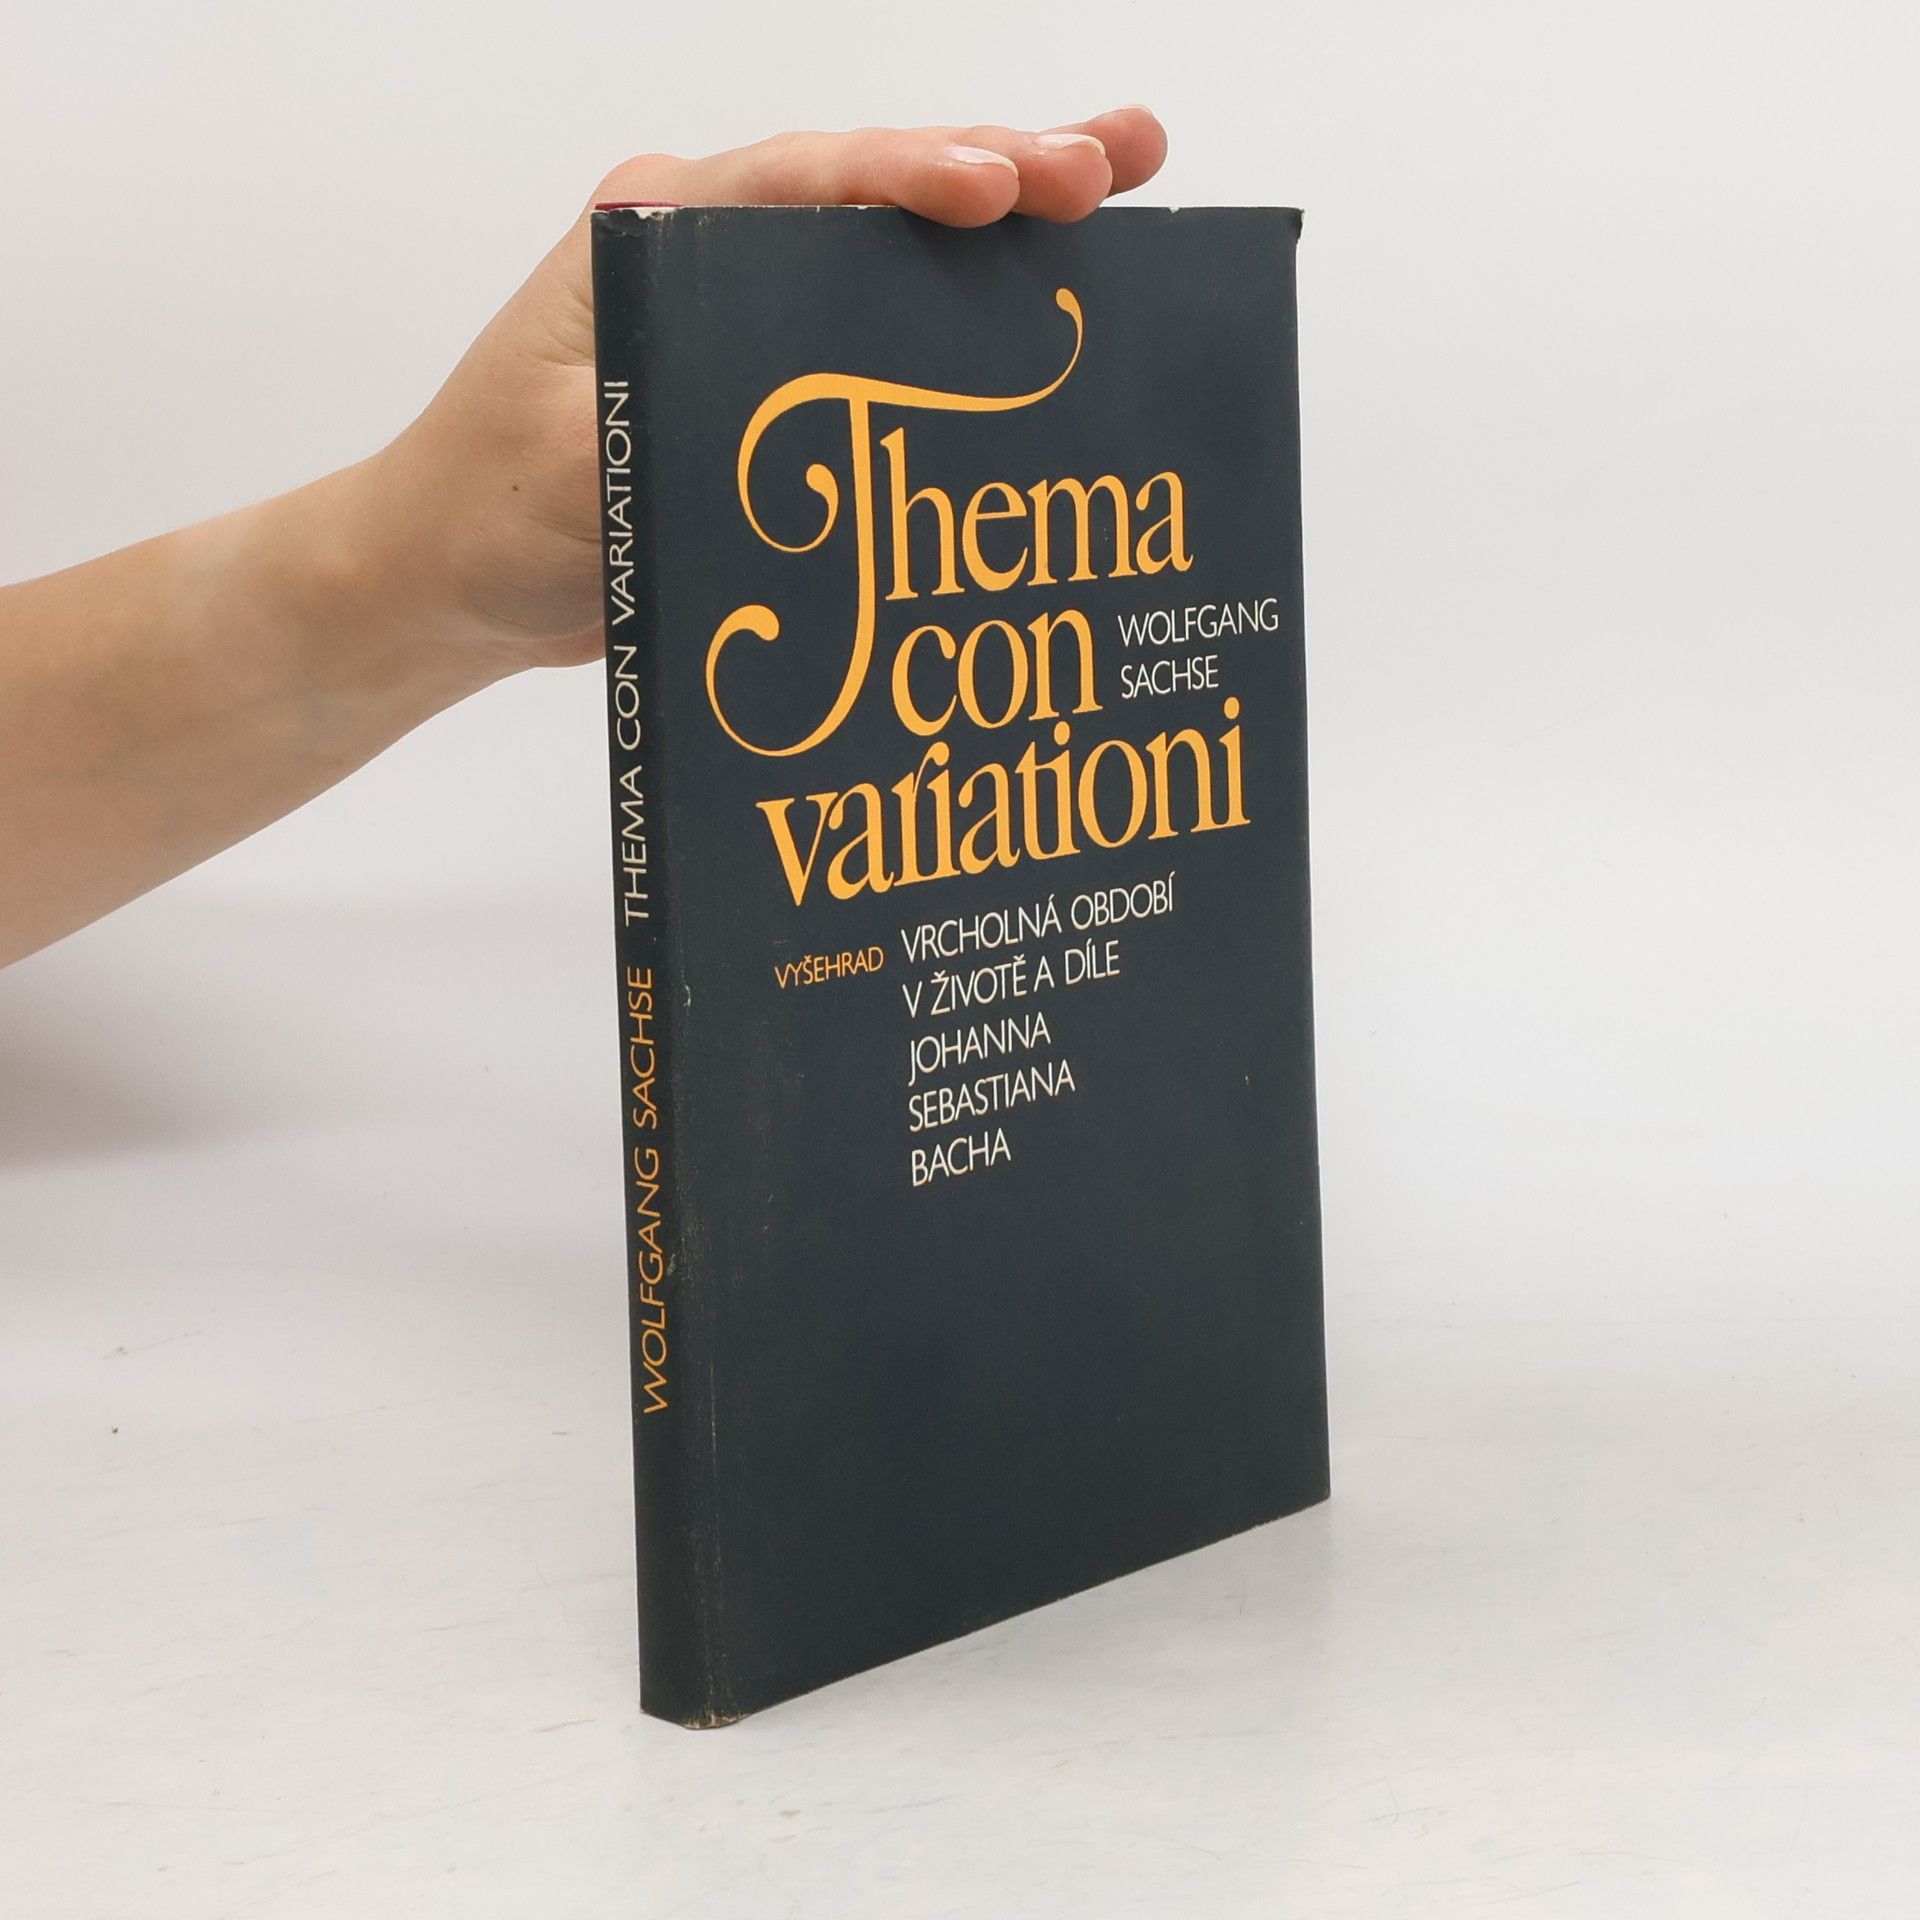 WOLFGANG SACHSE THEMA CON VARIATIONI
Thema
con
WOLFGANG
SACHSE
variationi
VYŠEHRAD
VRCHOLNÁ OBDOBÍ
V ŽIVOTĚ A DÍLE
JOHANNA
SEBASTIANA
BACHA